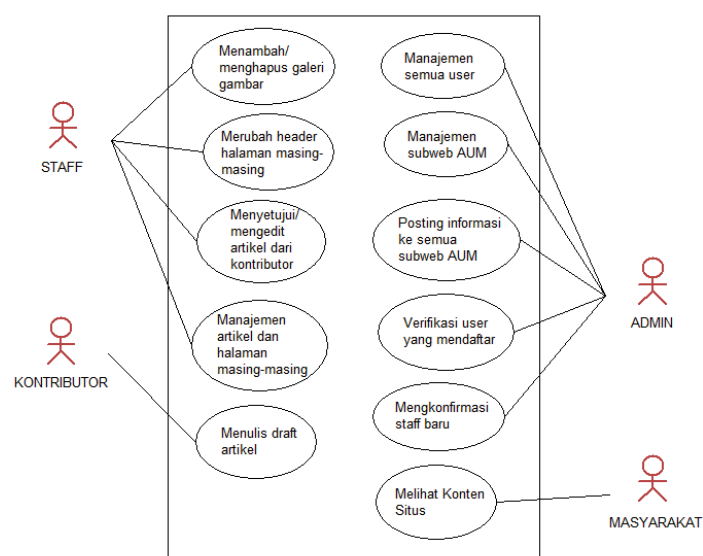 Menambah/
menghapus galeri
gambar
Merubah header
halaman masing-
masing
Menyetujui/
mengedit
artikel dari
kontributor
Manajemen
artikel dan
halaman
masing-masing
Menulis draft
artikel
Manajemen
semua user
Manajemen
subweb AUM
Posting informasi
ke semua
subweb AUM
Verifikasi user
yang mendaftar
Mengkonfirmasi
staff baru
Melihat Konten
Situs
STAFF
KONTRIBUTOR
ADMIN
MASYARAKAT